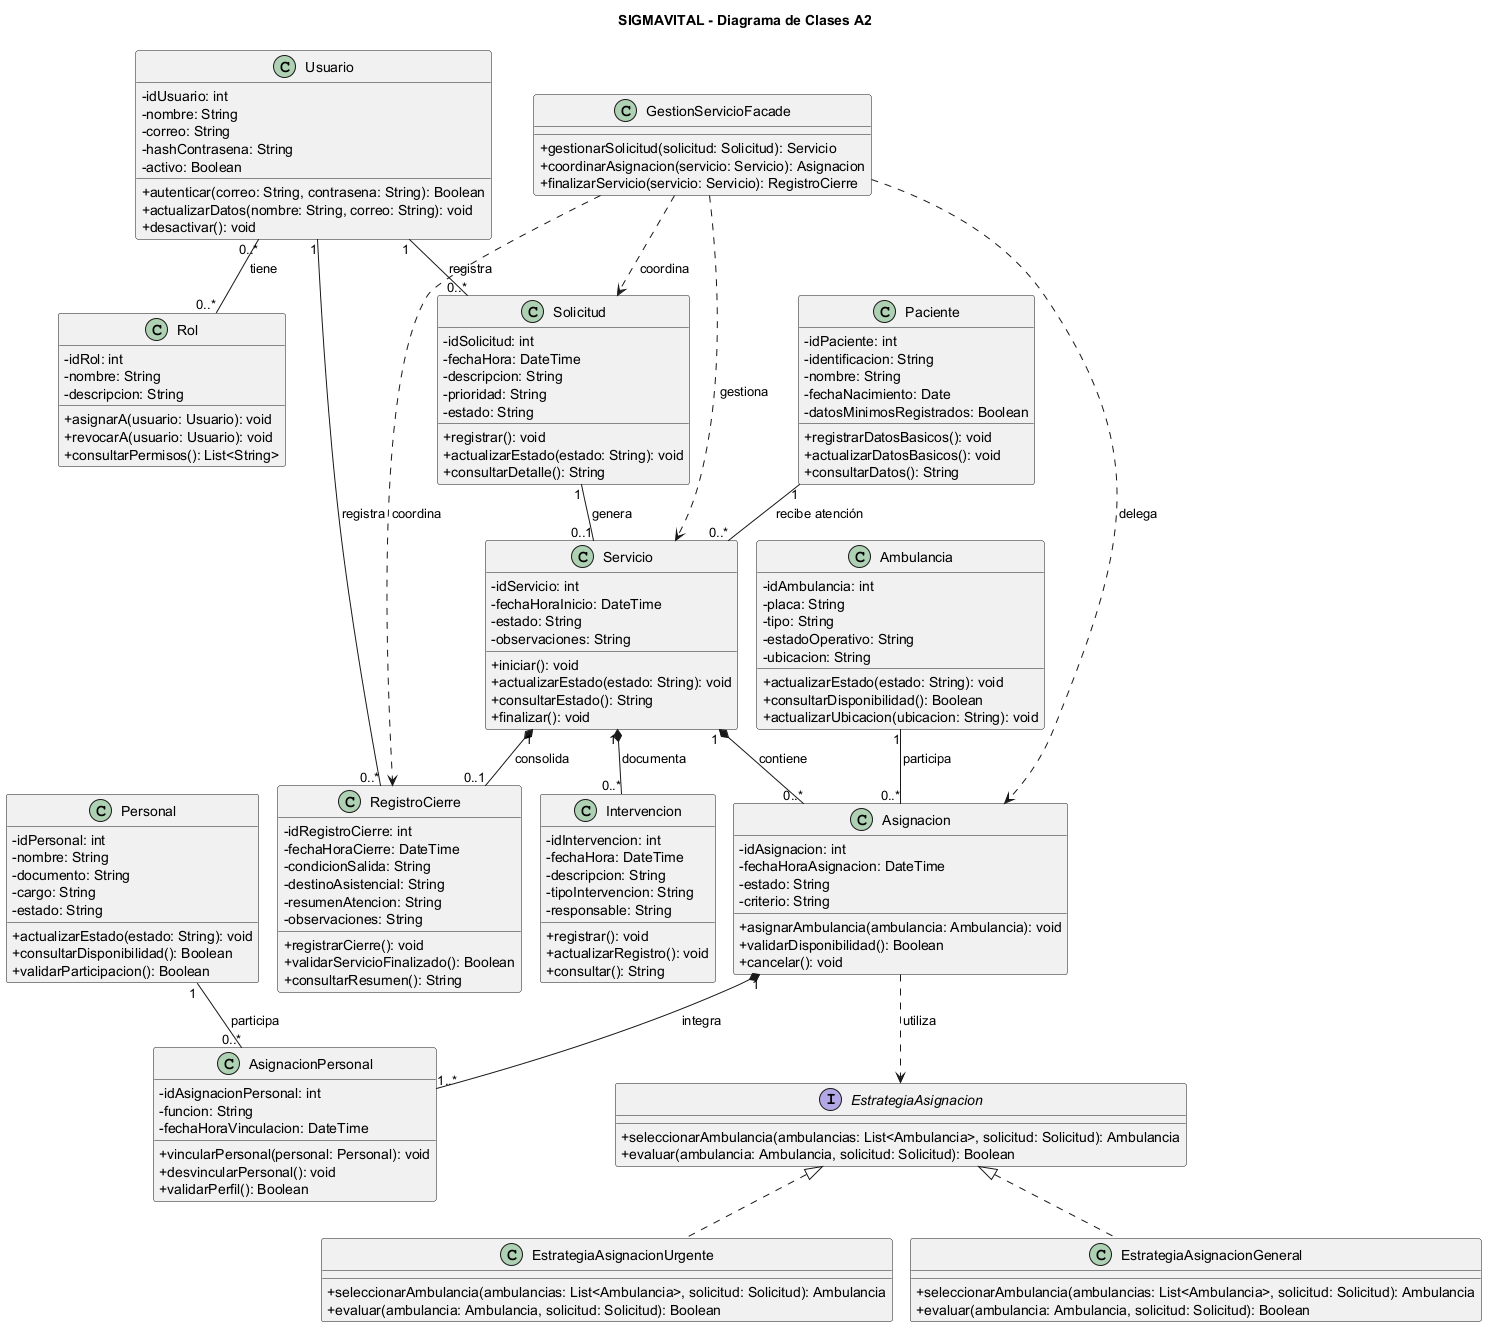 SIGMAVITAL - Diagrama de Clases A2
C Usuario
-idUsuario: int
-nombre: String
-correo: String
-hashContrasena: String
-activo: Boolean
+autenticar(correo: String, contrasena: String): Boolean
+actualizarDatos(nombre: String, correo: String): void
+desactivar(): void
C GestionServicioFacade
+gestionarSolicitud(solicitud: Solicitud): Servicio
+coordinarAsignacion(servicio: Servicio): Asignacion
+finalizarServicio(servicio: Servicio): RegistroCierre
0..*
1
1
tiene
registra
coordina
0..*
0..*
C Rol
-idRol: int
-nombre: String
-descripcion: String
+asignarA(usuario: Usuario): void
+revocarA(usuario: Usuario): void
+consultarPermisos(): List<String>
C Solicitud
-idSolicitud: int
-fechaHora: DateTime
-descripcion: String
-prioridad: String
-estado: String
+registrar(): void
+actualizarEstado(estado: String): void
+consultarDetalle(): String
gestiona
C Paciente
-idPaciente: int
-identificacion: String
-nombre: String
-fechaNacimiento: Date
-datosMinimosRegistrados: Boolean
+registrarDatosBasicos(): void
+actualizarDatosBasicos(): void
+consultarDatos(): String
1
1
registra
coordina
genera
recibe atención
delega
0..1
0..*
C Servicio
-idServicio: int
-fechaHoraInicio: DateTime
-estado: String
-observaciones: String
+iniciar(): void
+actualizarEstado(estado: String): void
+consultarEstado(): String
+finalizar(): void
C Ambulancia
-idAmbulancia: int
-placa: String
-tipo: String
-estadoOperativo: String
-ubicacion: String
+actualizarEstado(estado: String): void
+consultarDisponibilidad(): Boolean
+actualizarUbicacion(ubicacion: String): void
1
1
1
1
consolida
documenta
contiene
participa
0..*
0..1
0..*
0..*
0..*
C Personal
-idPersonal: int
-nombre: String
-documento: String
-cargo: String
-estado: String
+actualizarEstado(estado: String): void
+consultarDisponibilidad(): Boolean
+validarParticipacion(): Boolean
C RegistroCierre
-idRegistroCierre: int
-fechaHoraCierre: DateTime
-condicionSalida: String
-destinoAsistencial: String
-resumenAtencion: String
-observaciones: String
+registrarCierre(): void
+validarServicioFinalizado(): Boolean
+consultarResumen(): String
C Intervencion
-idIntervencion: int
-fechaHora: DateTime
-descripcion: String
-tipoIntervencion: String
-responsable: String
+registrar(): void
+actualizarRegistro(): void
+consultar(): String
C Asignacion
-idAsignacion: int
-fechaHoraAsignacion: DateTime
-estado: String
-criterio: String
+asignarAmbulancia(ambulancia: Ambulancia): void
+validarDisponibilidad(): Boolean
+cancelar(): void
1
1
participa
integra
utiliza
0..*
1..*
C AsignacionPersonal
-idAsignacionPersonal: int
-funcion: String
-fechaHoraVinculacion: DateTime
+vincularPersonal(personal: Personal): void
+desvincularPersonal(): void
+validarPerfil(): Boolean
I EstrategiaAsignacion
+seleccionarAmbulancia(ambulancias: List<Ambulancia>, solicitud: Solicitud): Ambulancia
+evaluar(ambulancia: Ambulancia, solicitud: Solicitud): Boolean
C EstrategiaAsignacionUrgente
+seleccionarAmbulancia(ambulancias: List<Ambulancia>, solicitud: Solicitud): Ambulancia
+evaluar(ambulancia: Ambulancia, solicitud: Solicitud): Boolean
C EstrategiaAsignacionGeneral
+seleccionarAmbulancia(ambulancias: List<Ambulancia>, solicitud: Solicitud): Ambulancia
+evaluar(ambulancia: Ambulancia, solicitud: Solicitud): Boolean